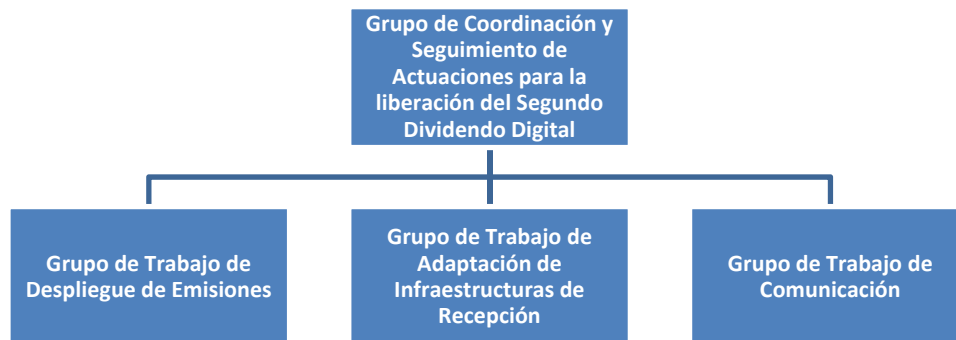 Grupo de Coordinación y
Seguimiento de
Actuaciones para la
liberación del Segundo
Dividendo Digital
Grupo de Trabajo de
Despliegue de Emisiones
Grupo de Trabajo de
Adaptación de
Infraestructuras de
Recepción
Grupo de Trabajo de
Comunicación